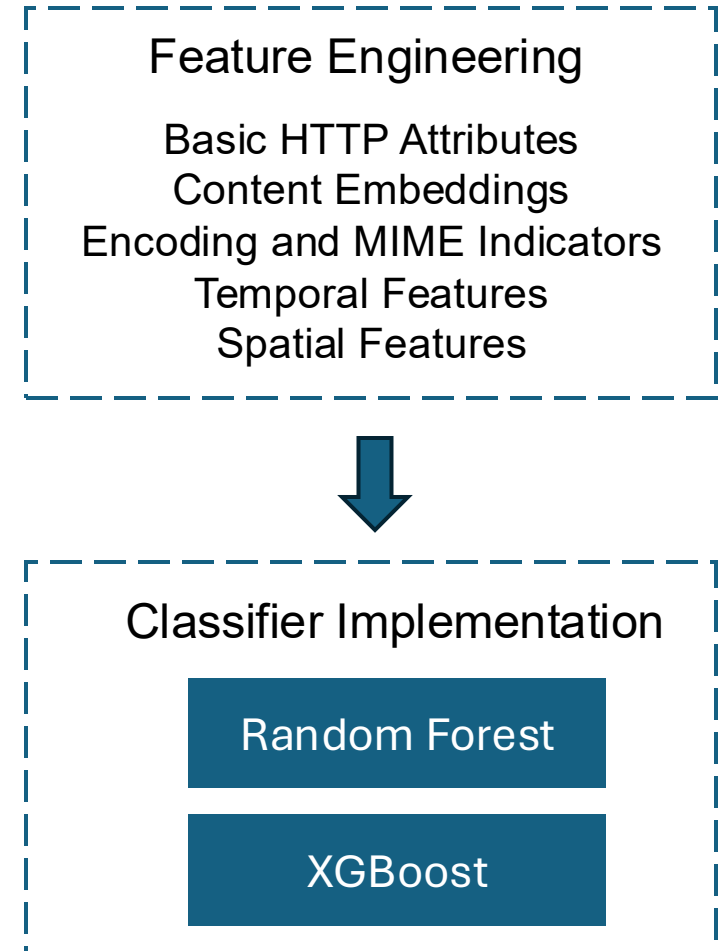 Feature Engineering
Basic HTTP Attributes
Content Embeddings
Encoding and MIME Indicators
Temporal Features
Spatial Features
Classifier Implementation
Random Forest
XGBoost